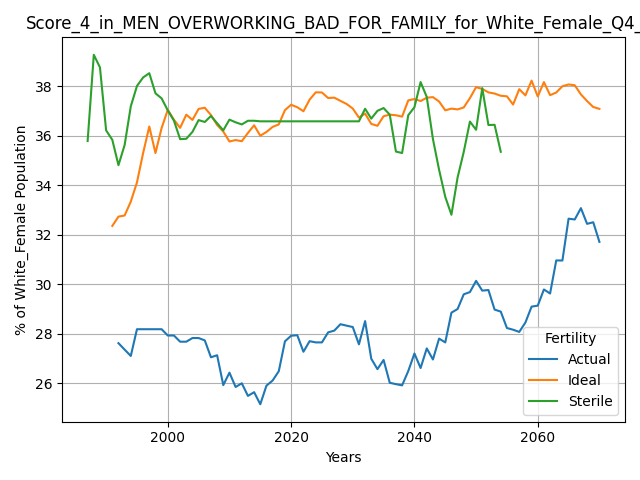 Score_4_in_MEN_OVERWORKING_BAD_FOR_FAMILY_for_White_Female_Q4_
% of White_Female Population
38
36
34
32
30
28
26
2000
2020
2040
2060
Years
Fertility
Actual
Ideal
Sterile